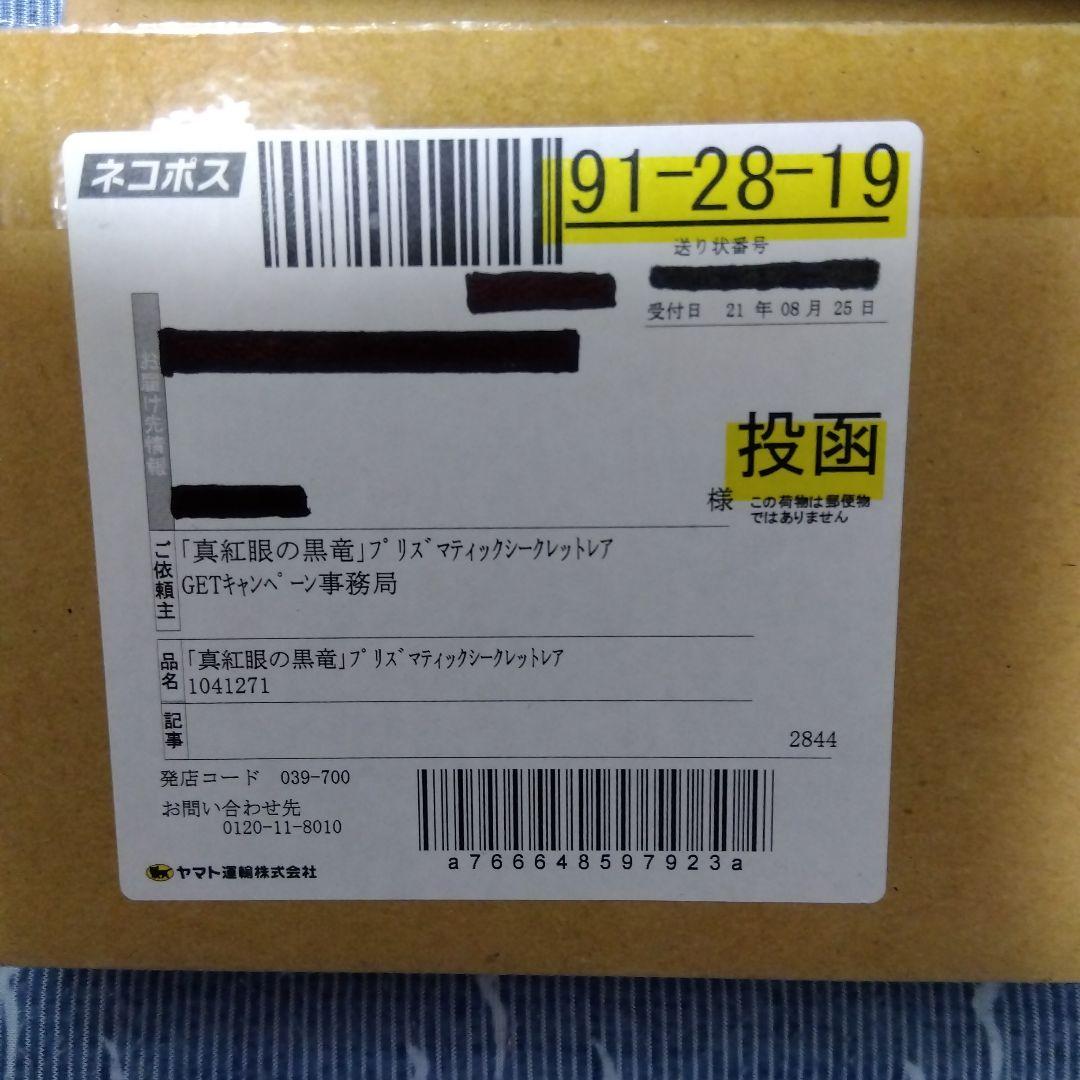 ネコポス
91-28-19
送り状番号
受付日 21 年 08 月 25 日
お届け先情報
投函
様
この荷物は郵便物
ではありません
ご依頼主
｢真紅眼の黒竜｣ﾌﾟﾘｽﾞﾏﾃｨｯｸｼｰｸﾚｯﾄﾚｱ
GETｷｬﾝﾍﾟｰﾝ事務局
品名
｢真紅眼の黒竜｣ﾌﾟﾘｽﾞﾏﾃｨｯｸｼｰｸﾚｯﾄﾚｱ
1041271
記事
2844
発店コード 039-700
お問い合わせ先
0120-11-8010
a766648597923a
ヤマト運輸株式会社